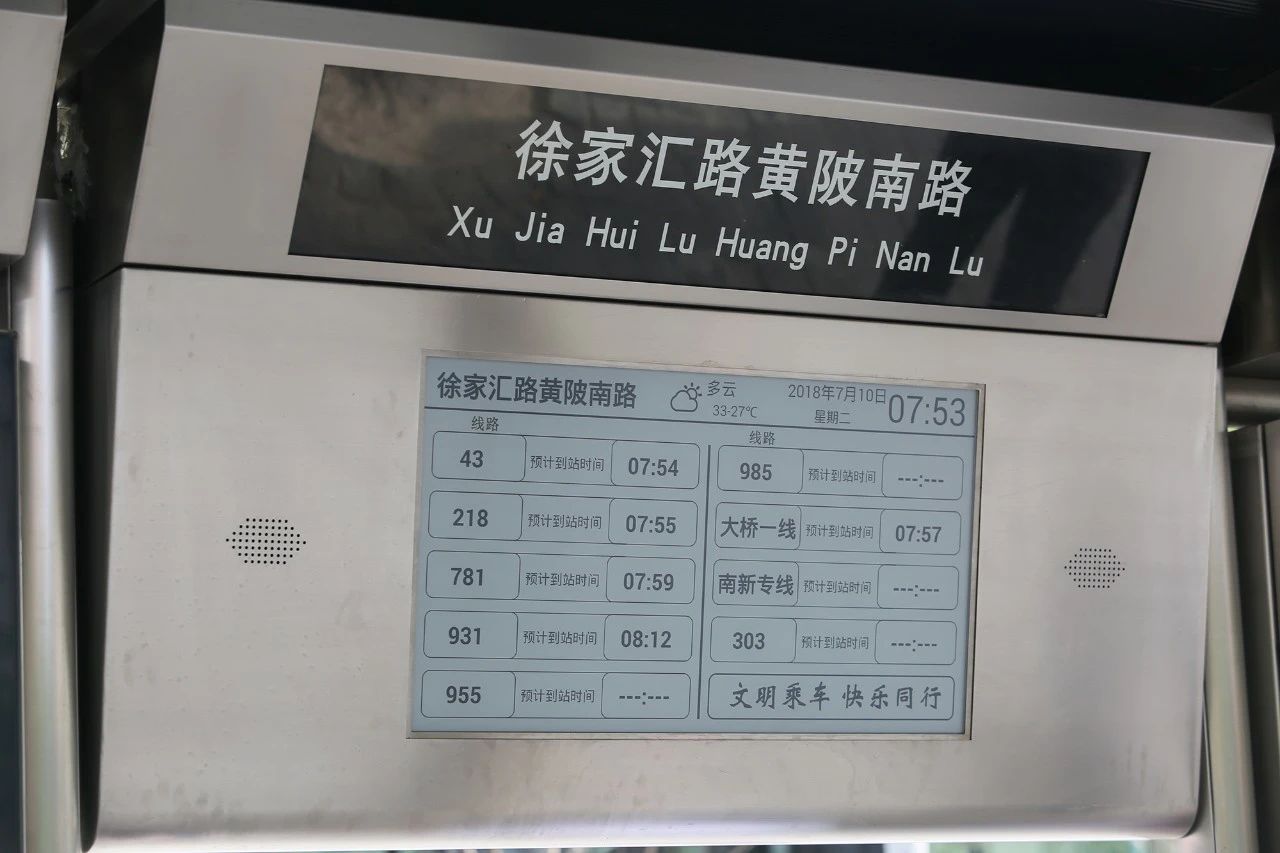 徐家汇路黄陂南路
Xu Jia Hui Lu Huang Pi Nan Lu
徐家汇路黄陂南路 多云 33-27℃ 2018年7月10日 星期二 07:53
线路
43 预计到站时间 07:54
218 预计到站时间 07:55
781 预计到站时间 07:59
931 预计到站时间 08:12
955 预计到站时间 ---:---
线路
985 预计到站时间 ---:---
大桥一线 预计到站时间 07:57
南新专线 预计到站时间 ---:---
303 预计到站时间 ---:---
文明乘车 快乐同行